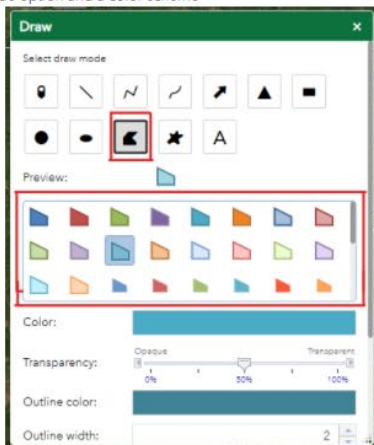 Draw ×
Select draw mode
A
Preview:
Color:
Transparency:
Opaque Transparent
0% 50% 100%
Outline color:
Outline width: 2